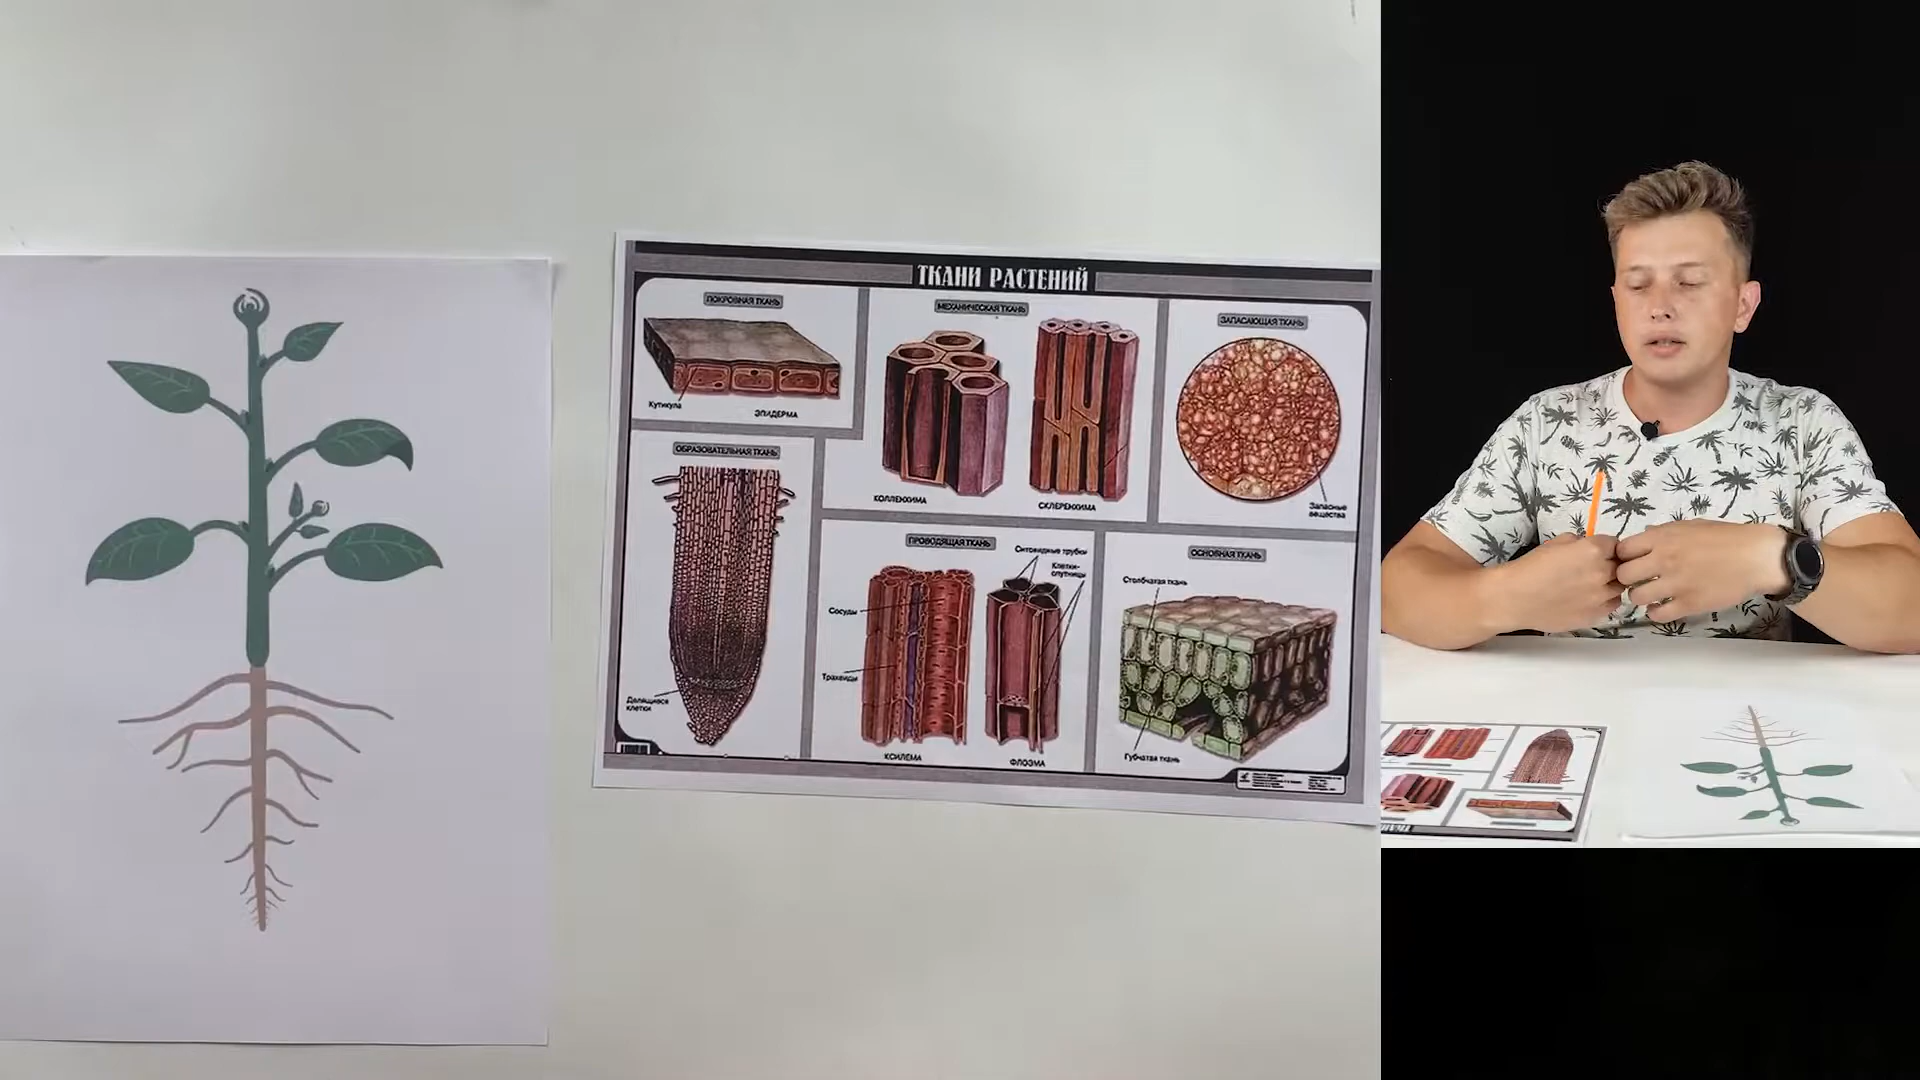 ТКАНИ РАСТЕНИЙ
ПОКРОВНАЯ ТКАНЬ
Кутикула
ЭПИДЕРМА
МЕХАНИЧЕСКАЯ ТКАНЬ
КОЛЛЕНХИМА
СКЛЕРЕНХИМА
ЗАПАСАЮЩАЯ ТКАНЬ
Запасные
вещества
ОБРАЗОВАТЕЛЬНАЯ ТКАНЬ
Делящиеся
клетки
ПРОВОДЯЩАЯ ТКАНЬ
Ситовидные трубки
Клетки-
спутницы
Сосуды
Трахеиды
КСИЛЕМА
ФЛОЭМА
ОСНОВНАЯ ТКАНЬ
Столбчатая ткань
Губчатая ткань